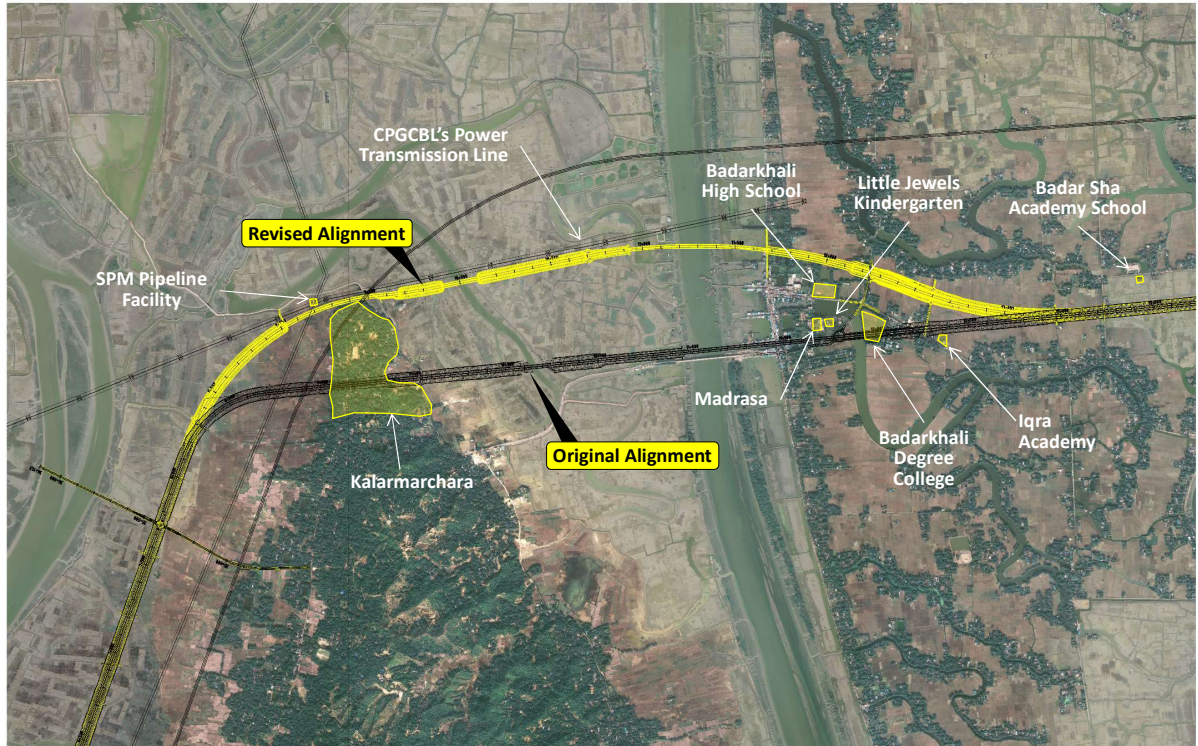 CPGCBL's Power
Transmission Line
Badarkhali
High School
Little Jewels
Kindergarten
Badar Sha
Academy School
Revised Alignment
SPM Pipeline
Facility
Madrasa
Iqra
Academy
Badarkhali
Degree
College
Original Alignment
Kalarmarchara